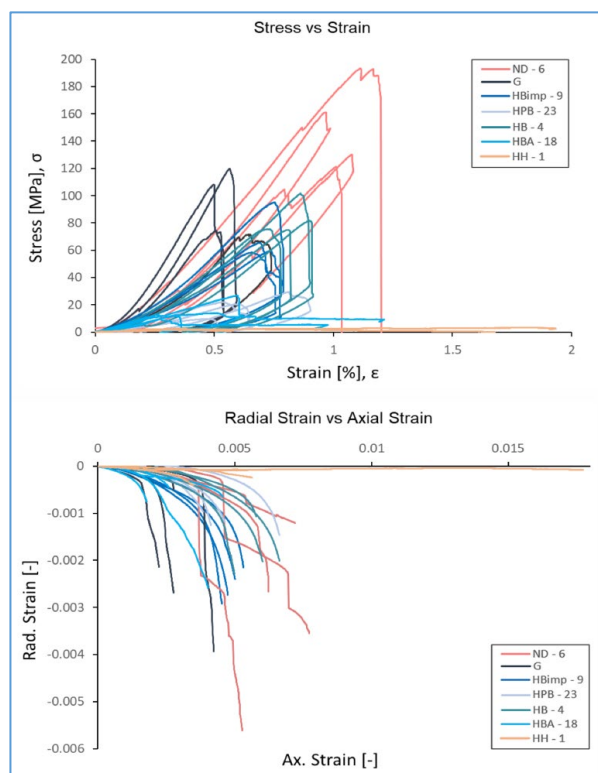 Stress vs Strain
200
180
160
140
120
100
80
60
40
20
0
Stress [MPa], σ
0
0.5
1
1.5
2
Strain [%], ε
ND - 6
G
HBimp - 9
HPB - 23
HB - 4
HBA - 18
HH - 1
Radial Strain vs Axial Strain
0
0.005
0.01
0.015
0
-0.001
-0.002
-0.003
-0.004
-0.005
-0.006
Rad. Strain [-]
Ax. Strain [-]
ND - 6
G
HBimp - 9
HPB - 23
HB - 4
HBA - 18
HH - 1